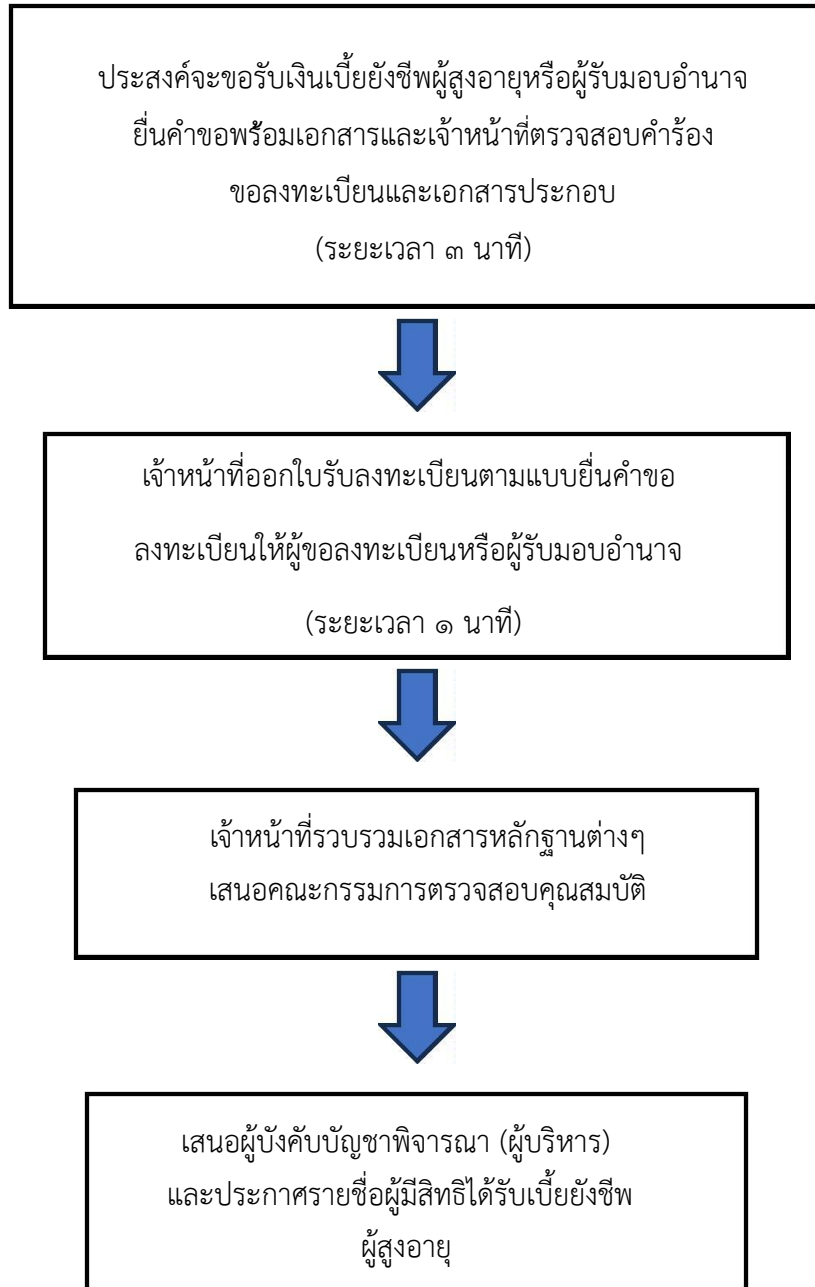 ประสงค์จะขอรับเงินเบี้ยยังชีพผู้สูงอายุหรือผู้รับมอบอำนาจ
ยื่นคำขอพร้อมเอกสารและเจ้าหน้าที่ตรวจสอบคำร้อง
ขอลงทะเบียนและเอกสารประกอบ
(ระยะเวลา ๓ นาที)
เจ้าหน้าที่ออกใบรับลงทะเบียนตามแบบยื่นคำขอ
ลงทะเบียนให้ผู้ขอลงทะเบียนหรือผู้รับมอบอำนาจ
(ระยะเวลา ๑ นาที)
เจ้าหน้าที่รวบรวมเอกสารหลักฐานต่างๆ
เสนอคณะกรรมการตรวจสอบคุณสมบัติ
เสนอผู้บังคับบัญชาพิจารณา (ผู้บริหาร)
และประกาศรายชื่อผู้มีสิทธิได้รับเบี้ยยังชีพ
ผู้สูงอายุ